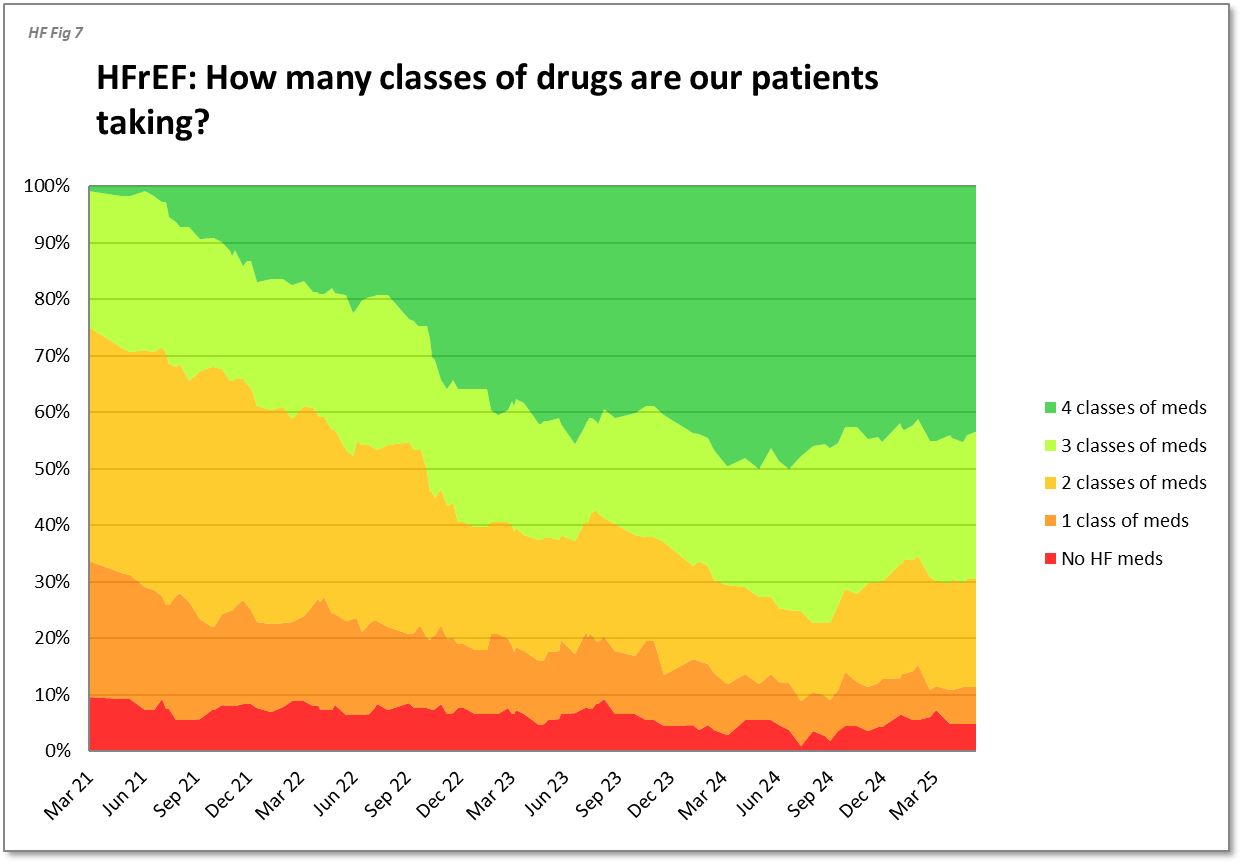 HF Fig 7
HFrEF: How many classes of drugs are our patients
taking?
100%
90%
80%
70%
60%
50%
40%
30%
20%
10%
0%
Mar 21
Jun 21
Sep 21
Dec 21
Mar 22
Jun 22
Sep 22
Dec 22
Mar 23
Jun 23
Sep 23
Dec 23
Mar 24
Jun 24
Sep 24
Dec 24
Mar 25
4 classes of meds
3 classes of meds
2 classes of meds
1 class of meds
No HF meds